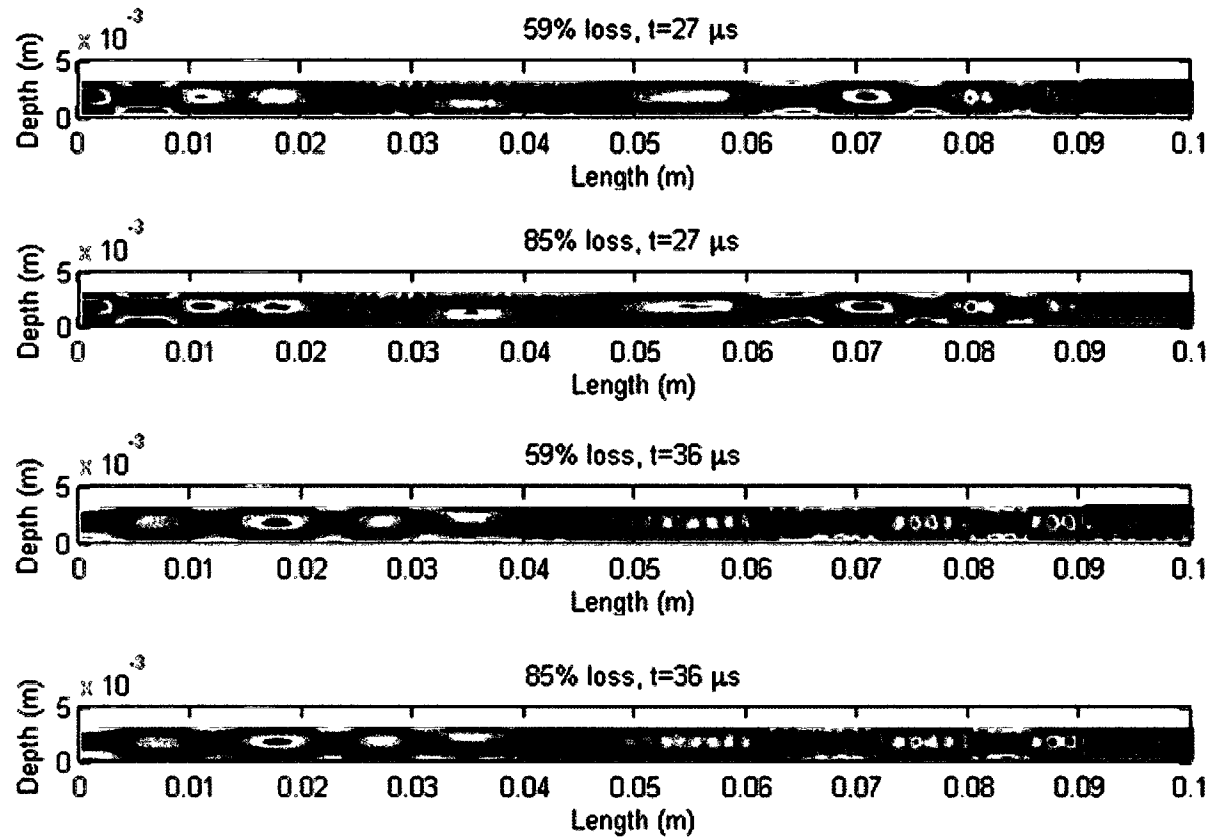 59% loss, t=27 μs
× 10⁻³
Depth (m)
5
0
0 0.01 0.02 0.03 0.04 0.05 0.06 0.07 0.08 0.09 0.1
Length (m)
85% loss, t=27 μs
× 10⁻³
Depth (m)
5
0
0 0.01 0.02 0.03 0.04 0.05 0.06 0.07 0.08 0.09 0.1
Length (m)
59% loss, t=36 μs
× 10⁻³
Depth (m)
5
0
0 0.01 0.02 0.03 0.04 0.05 0.06 0.07 0.08 0.09 0.1
Length (m)
85% loss, t=36 μs
× 10⁻³
Depth (m)
5
0
0 0.01 0.02 0.03 0.04 0.05 0.06 0.07 0.08 0.09 0.1
Length (m)